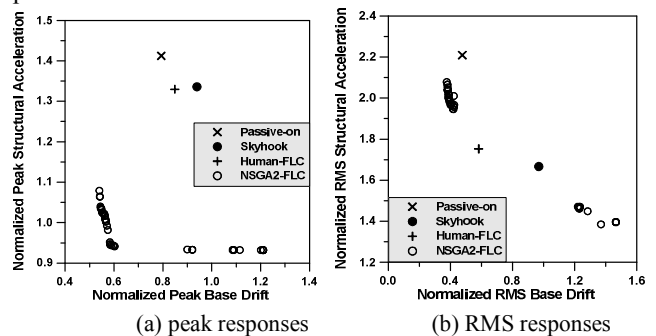 1.5
1.4
1.3
1.2
1.1
1.0
0.9
Normalized Peak Structural Acceleration
Passive-on
Skyhook
Human-FLC
NSGA2-FLC
0.4 0.6 0.8 1.0 1.2 1.4
Normalized Peak Base Drift
(a) peak responses
2.4
2.2
2.0
1.8
1.6
1.4
1.2
Normalized RMS Structural Acceleration
Passive-on
Skyhook
Human-FLC
NSGA2-FLC
0.0 0.4 0.8 1.2 1.6
Normalized RMS Base Drift
(b) RMS responses